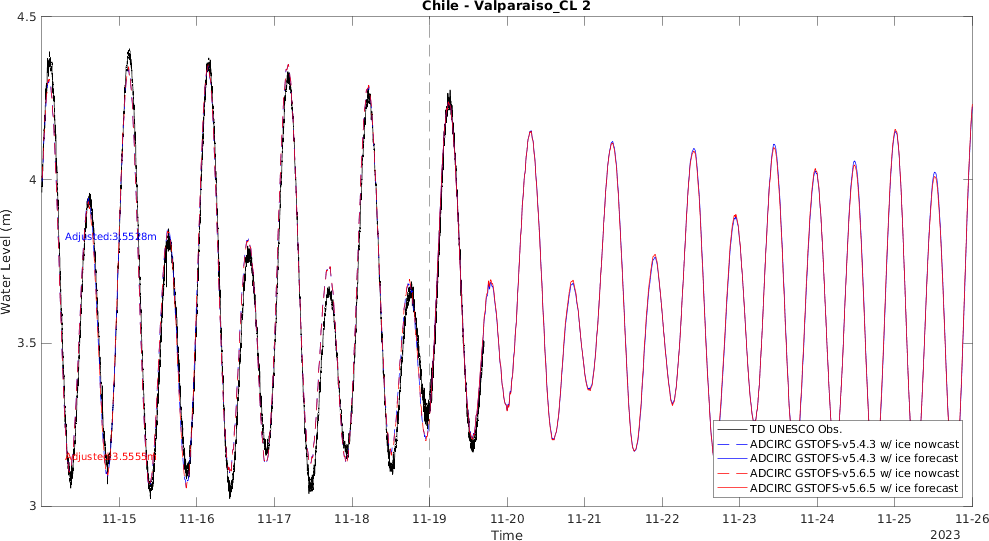 Chile - Valparaiso_CL 2
4.5
4
3.5
3
Water Level (m)
Adjusted:3.5528m
Adjusted:3.5555m
TD UNESCO Obs.
ADCIRC GSTOFS-v5.4.3 w/ ice nowcast
ADCIRC GSTOFS-v5.4.3 w/ ice forecast
ADCIRC GSTOFS-v5.6.5 w/ ice nowcast
ADCIRC GSTOFS-v5.6.5 w/ ice forecast
11-15 11-16 11-17 11-18 11-19 11-20 11-21 11-22 11-23 11-24 11-25 11-26
Time
2023